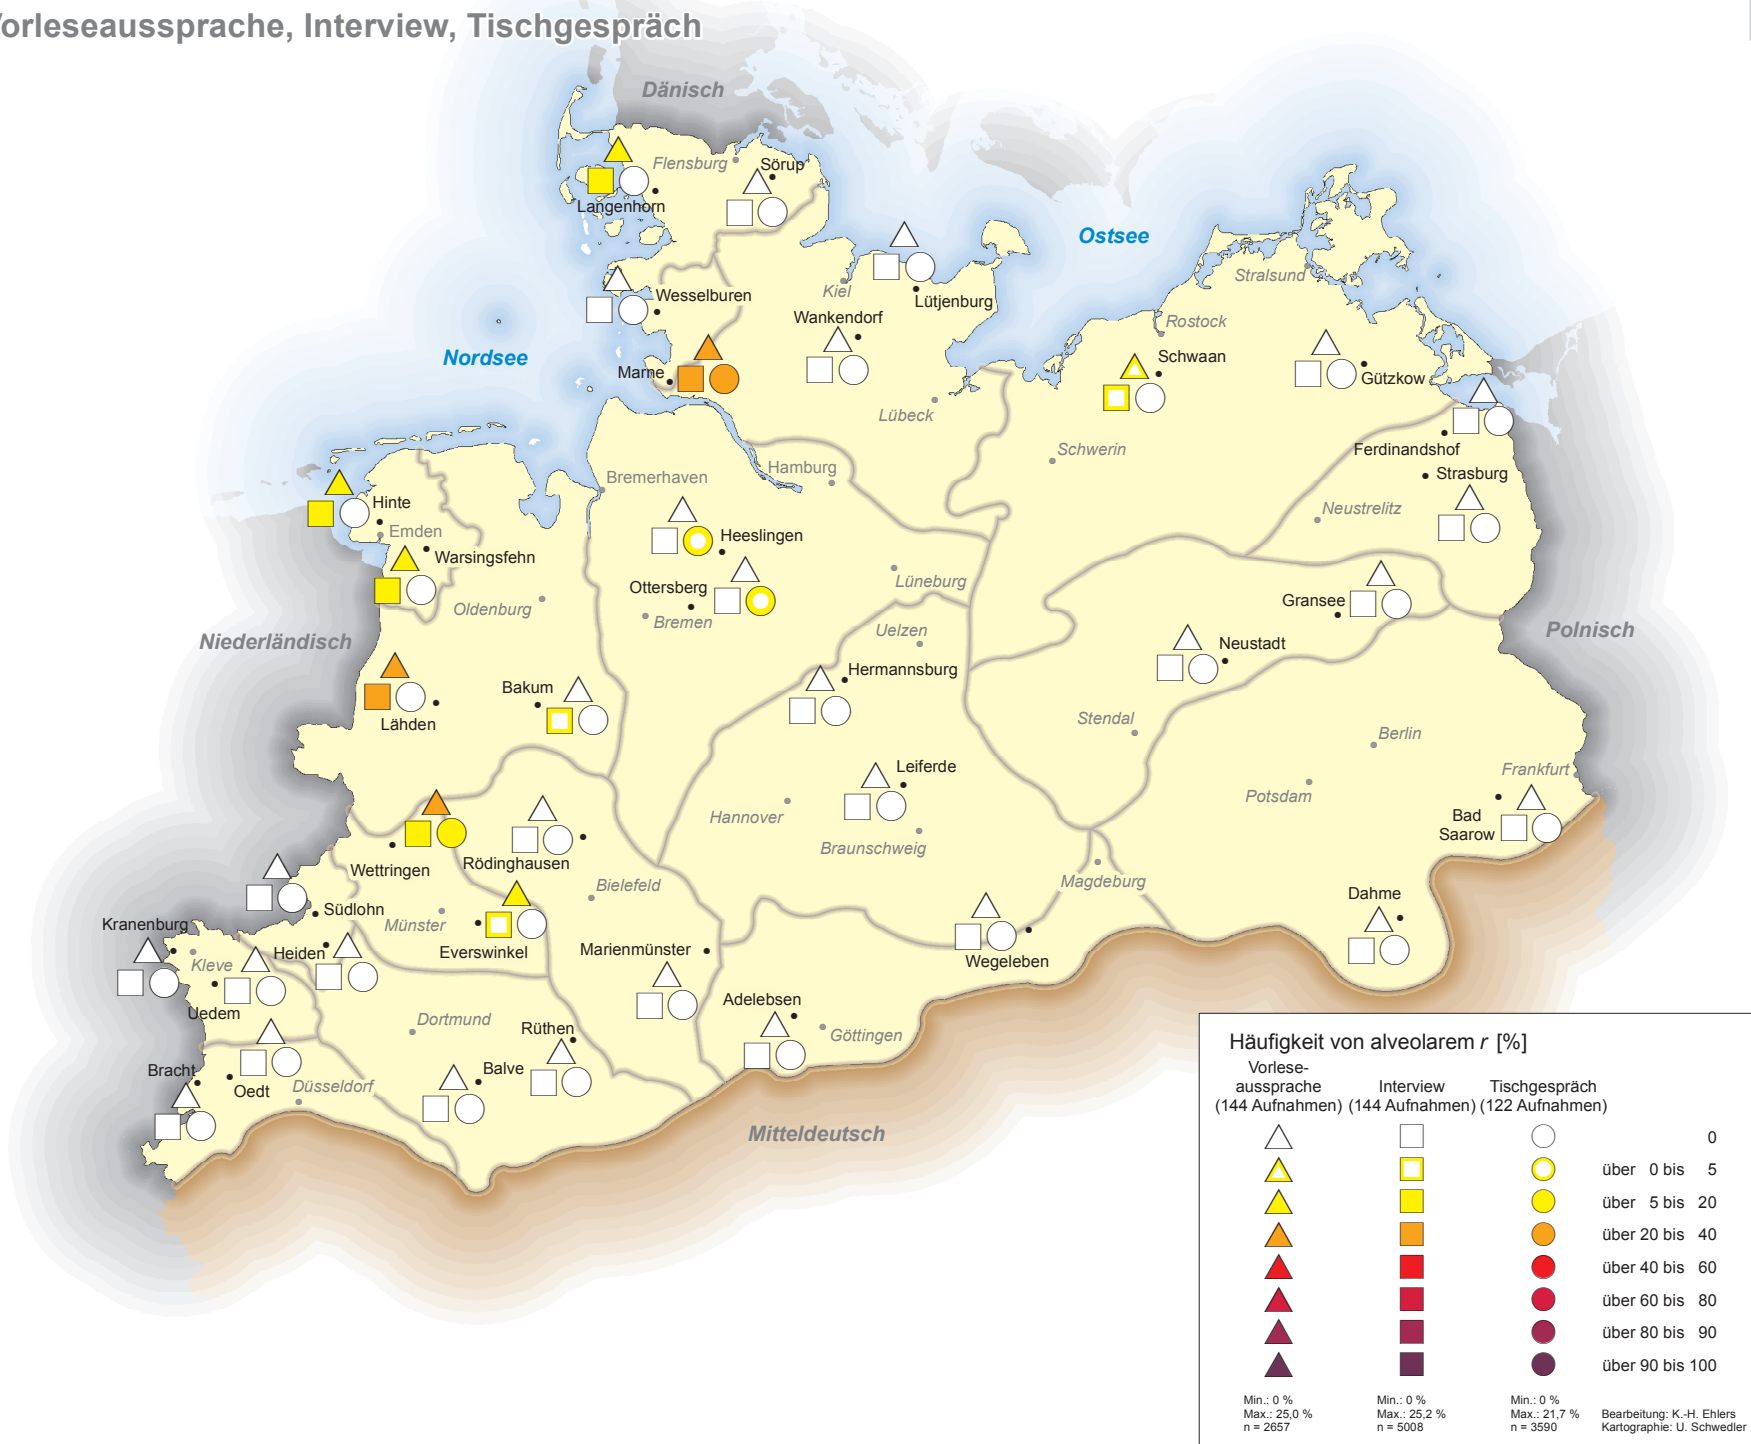 orleseaussprache, Interview, Tischgespräch
Dänisch
Flensburg
Sörup
Langenhorn
Ostsee
Stralsund
Wesselburen
Kiel
Lütjenburg
Wankendorf
Rostock
Nordsee
Schwaan
Marne
Gützkow
Lübeck
Ferdinandshof
Schwerin
Hamburg
Bremerhaven
Strasburg
Hinte
Neustrelitz
Emden
Heeslingen
Warsingsfehn
Lüneburg
Ottersberg
Gransee
Oldenburg
Bremen
Uelzen
Niederländisch
Polnisch
Neustadt
Hermannsburg
Bakum
Lähden
Stendal
Berlin
Leiferde
Frankfurt
Potsdam
Hannover
Bad
Saarow
Braunschweig
Wettringen
Rödinghausen
Bielefeld
Magdeburg
Dahme
Südlohn
Kranenburg
Münster
Heiden
Everswinkel
Marienmünster
Wegeleben
Kleve
Uedem
Adelebsen
Dortmund
Rüthen
Göttingen
Bracht
Balve
Oedt
Düsseldorf
Mitteldeutsch
Häufigkeit von alveolarem r [%]
Vorlese-
aussprache Interview Tischgespräch
(144 Aufnahmen) (144 Aufnahmen) (122 Aufnahmen)
0
über 0 bis 5
über 5 bis 20
über 20 bis 40
über 40 bis 60
über 60 bis 80
über 80 bis 90
über 90 bis 100
Min.: 0 % Min.: 0 % Min.: 0 %
Max.: 25,0 % Max.: 25,2 % Max.: 21,7 % Bearbeitung: K.-H. Ehlers
n = 2657 n = 5008 n = 3590 Kartographie: U. Schwedler